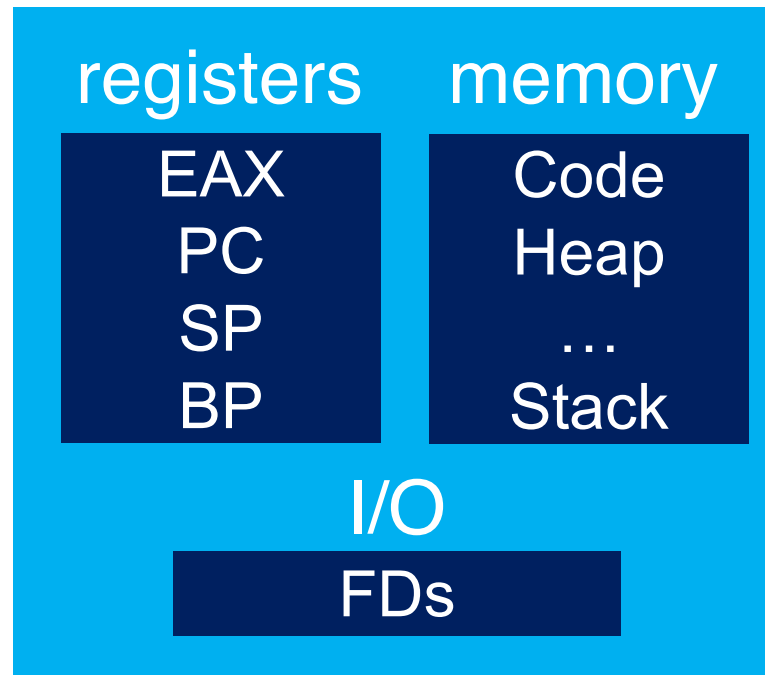 registers
EAX
PC
SP
BP
memory
Code
Heap
…
Stack
I/O
FDs